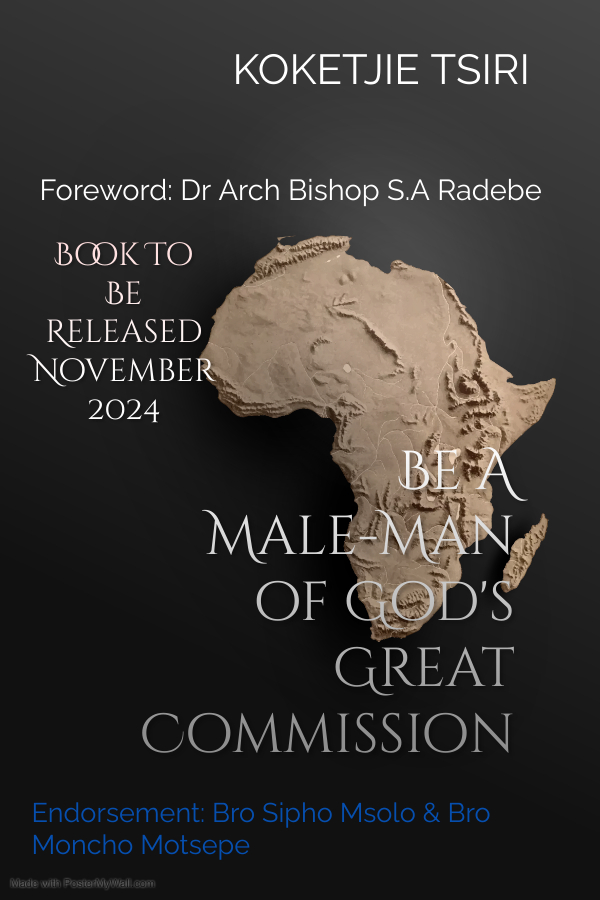 KOKETJIE TSIRI
Foreword: Dr Arch Bishop S.A Radebe
Book To
Be
Released
November
2024
Be A
Male-Man
of God's
Great
Commission
Endorsement: Bro Sipho Msolo & Bro
Moncho Motsepe
Made with PosterMyWall.com